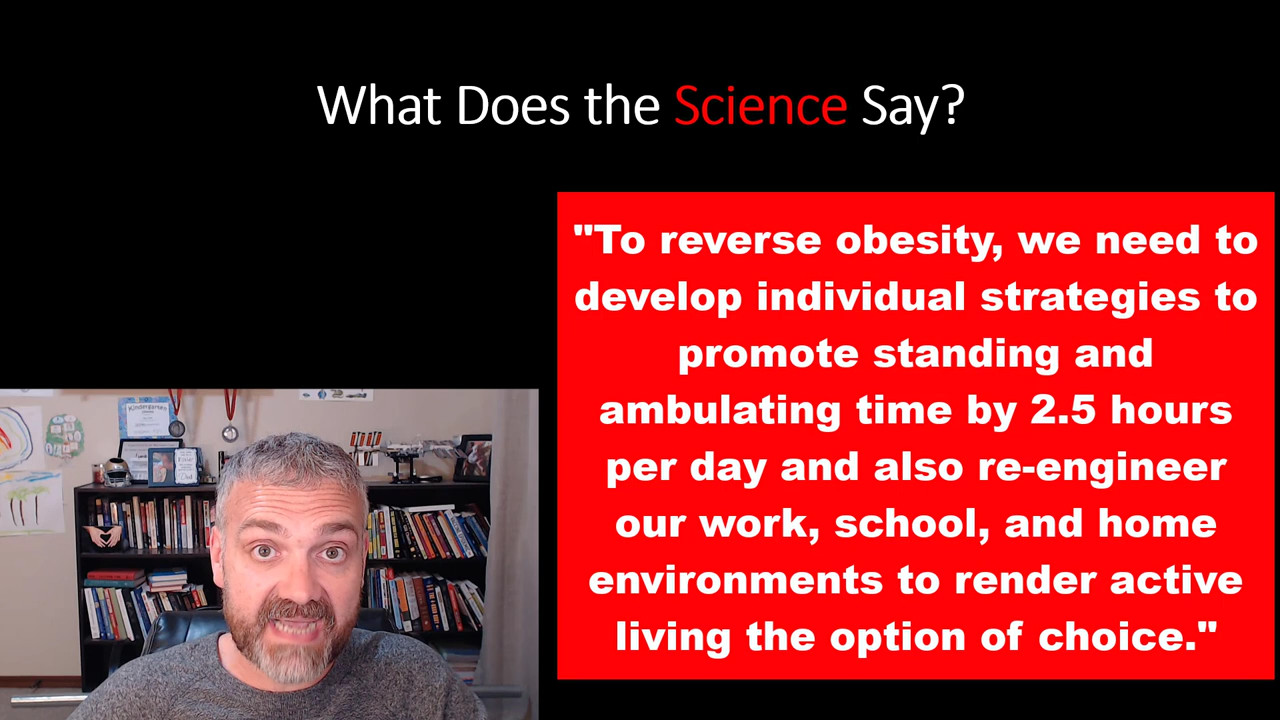 What Does the Science Say?
"To reverse obesity, we need to
develop individual strategies to
promote standing and
ambulating time by 2.5 hours
per day and also re-engineer
our work, school, and home
environments to render active
living the option of choice."
Kindergarten